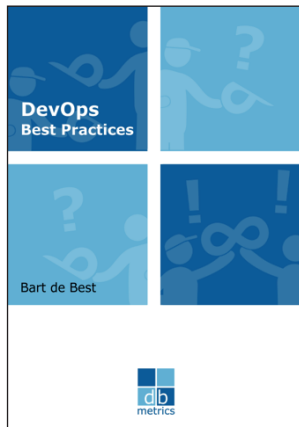 DevOps
Best Practices
?
?
! !
Bart de Best
db
metrics